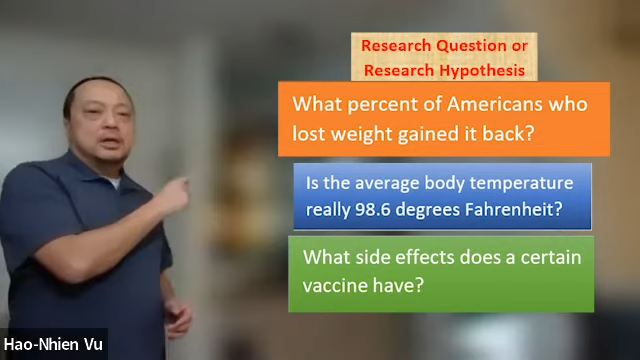 Research Question or
Research Hypothesis
What percent of Americans who
lost weight gained it back?
Is the average body temperature
really 98.6 degrees Fahrenheit?
What side effects does a certain
vaccine have?
Hao-Nhien Vu